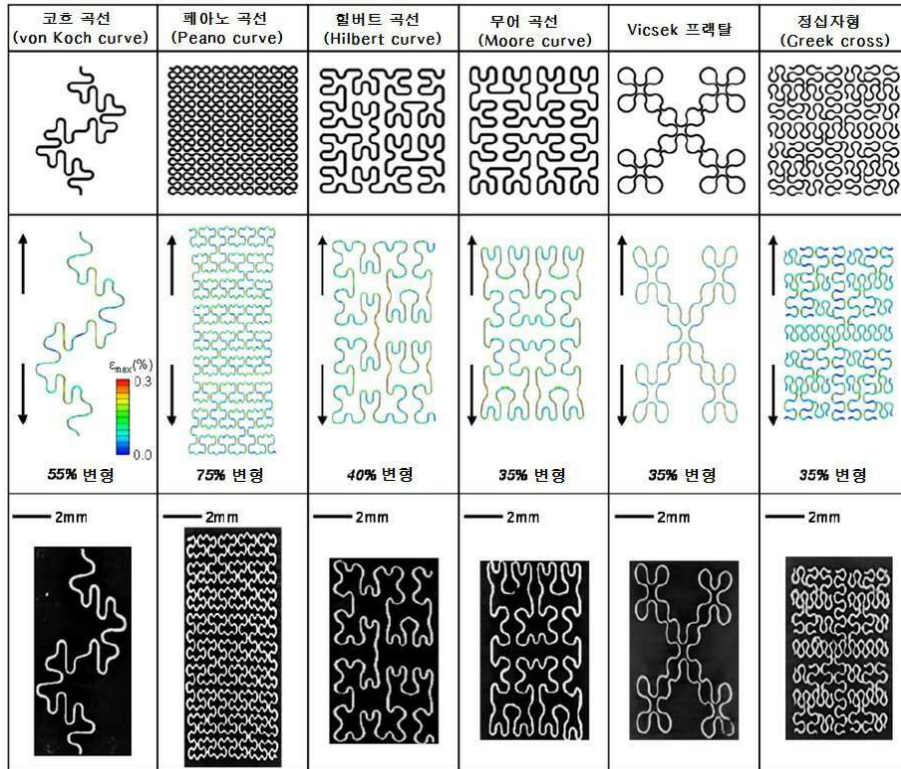 코흐 곡선
(von Koch curve)
페아노 곡선
(Peano curve)
힐버트 곡선
(Hilbert curve)
무어 곡선
(Moore curve)
Vicsek 프랙탈
정십자형
(Greek cross)
εmax(%)
0.3
0.0
55% 변형
75% 변형
40% 변형
35% 변형
35% 변형
35% 변형
2mm
2mm
2mm
2mm
2mm
2mm